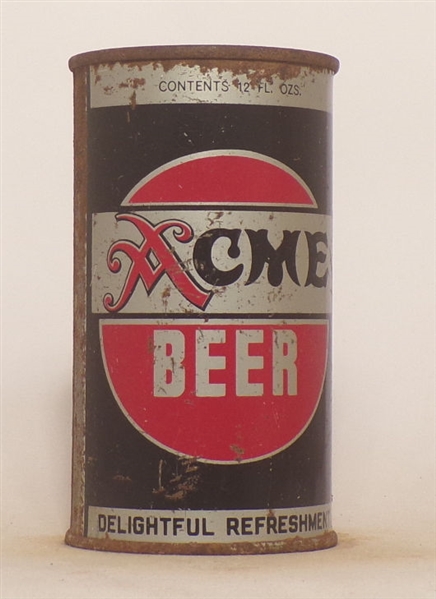 CONTENTS 12 FL. OZS.
ACME
BEER
DELIGHTFUL REFRESHMENT